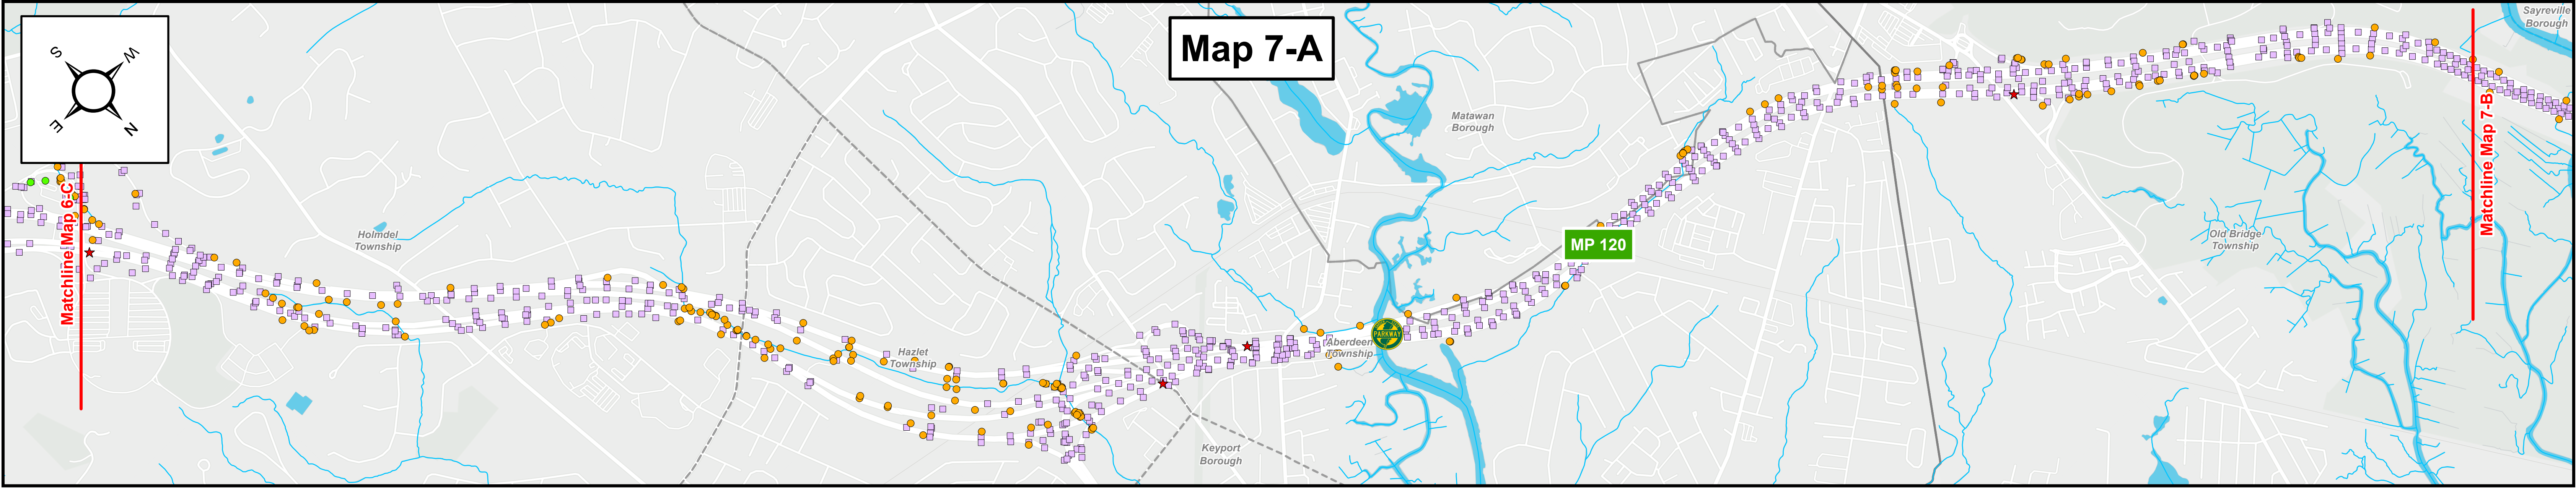 S
W
E
N
Map 7-A
Sayreville
Borough
Matawan
Borough
Matchline Map 6-C
Holmdel
Township
MP 120
Matchline Map 7-B
Old Bridge
Township
PARKWAY
Aberdeen
Township
Hazlet
Township
Keyport
Borough